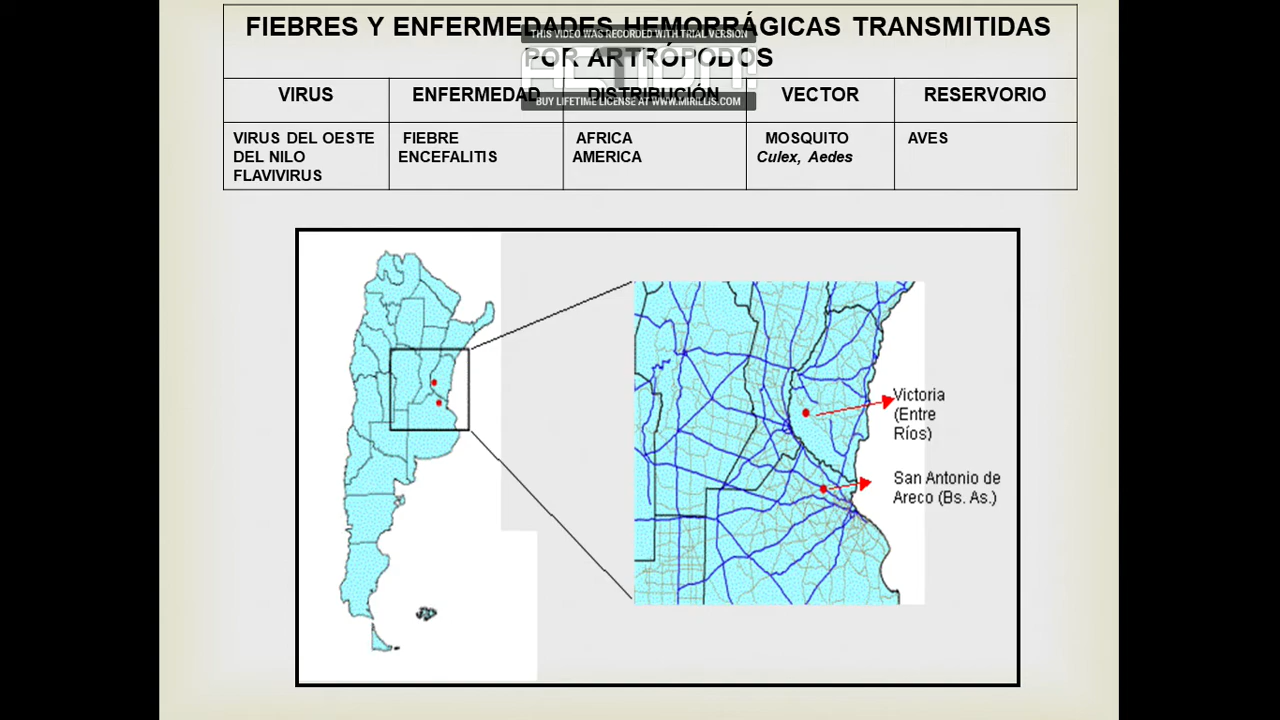 FIEBRES Y ENFERMEDADES HEMORRÁGICAS TRANSMITIDAS
THIS VIDEO WAS RECORDED WITH TRIAL VERSION
POR ARTRÓPODOS
ACTION!
BUY LIFETIME LICENSE AT WWW.MIRILLIS.COM
VIRUS ENFERMEDAD DISTRIBUCIÓN VECTOR RESERVORIO
VIRUS DEL OESTE FIEBRE AFRICA MOSQUITO AVES
DEL NILO ENCEFALITIS AMERICA Culex, Aedes
FLAVIVIRUS
Victoria
(Entre
Ríos)
San Antonio de
Areco (Bs. As.)